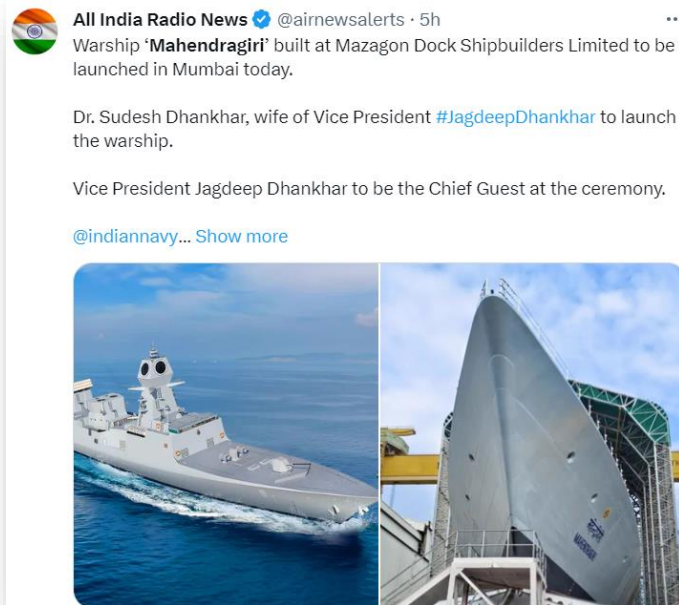 All India Radio News @airnewsalerts · 5h
Warship ‘Mahendragiri’ built at Mazagon Dock Shipbuilders Limited to be
launched in Mumbai today.
Dr. Sudesh Dhankhar, wife of Vice President #JagdeepDhankhar to launch
the warship.
Vice President Jagdeep Dhankhar to be the Chief Guest at the ceremony.
@indiannavy... Show more